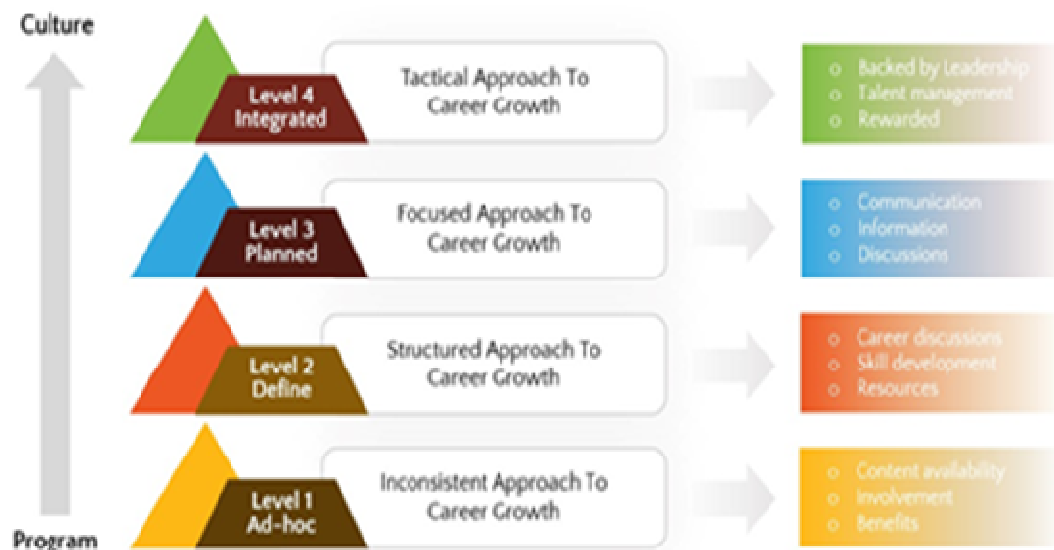 Culture
Level 4
Integrated
Tactical Approach To
Career Growth
Backed by Leadership
Talent management
Rewarded
Level 3
Planned
Focused Approach To
Career Growth
Communication
Information
Discussions
Level 2
Define
Structured Approach To
Career Growth
Career discussions
Skill development
Resources
Level 1
Ad-hoc
Inconsistent Approach To
Career Growth
Content availability
Involvement
Benefits
Program